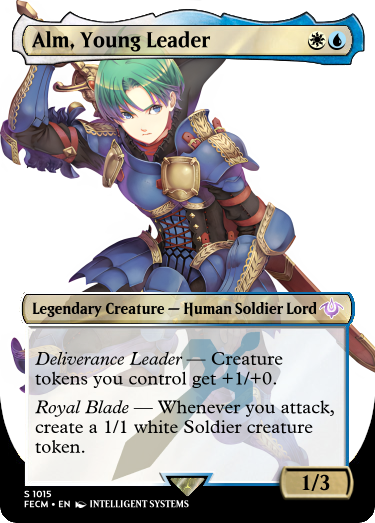 Alm, Young Leader
Legendary Creature — Human Soldier Lord
Deliverance Leader — Creature
tokens you control get +1/+0.
Royal Blade — Whenever you attack,
create a 1/1 white Soldier creature
token.
1/3
S 1015
FECM • EN INTELLIGENT SYSTEMS